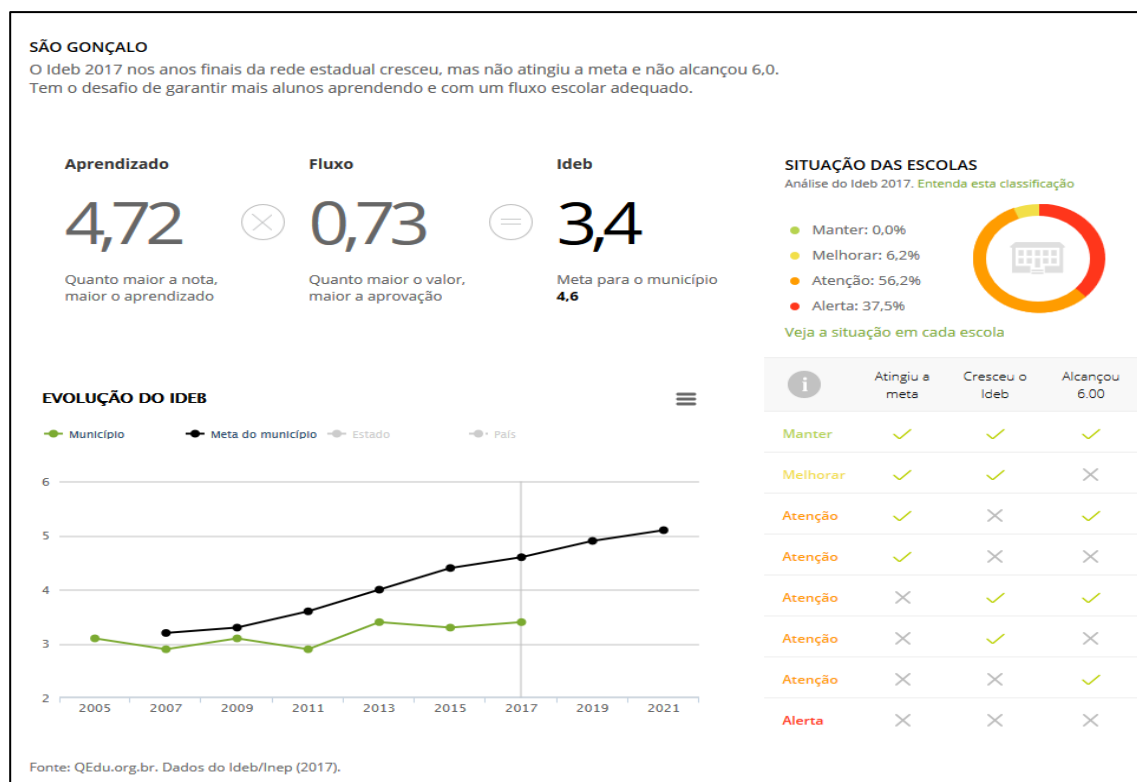 SÃO GONÇALO
O Ideb 2017 nos anos finais da rede estadual cresceu, mas não atingiu a meta e não alcançou 6,0.
Tem o desafio de garantir mais alunos aprendendo e com um fluxo escolar adequado.
Aprendizado
4,72
Quanto maior a nota,
maior o aprendizado
Fluxo
0,73
Quanto maior o valor,
maior a aprovação
Ideb
3,4
Meta para o município
4,6
SITUAÇÃO DAS ESCOLAS
Análise do Ideb 2017. Entenda esta classificação
Manter: 0,0%
Melhorar: 6,2%
Atenção: 56,2%
Alerta: 37,5%
Veja a situação em cada escola
EVOLUÇÃO DO IDEB
Município Meta do município Estado País
6
5
4
3
2
2005 2007 2009 2011 2013 2015 2017 2019 2021
i Atingiu a meta Cresceu o Ideb Alcançou 6.00
Manter
Melhorar
Atenção
Atenção
Atenção
Atenção
Atenção
Alerta
Fonte: QEdu.org.br. Dados do Ideb/Inep (2017).